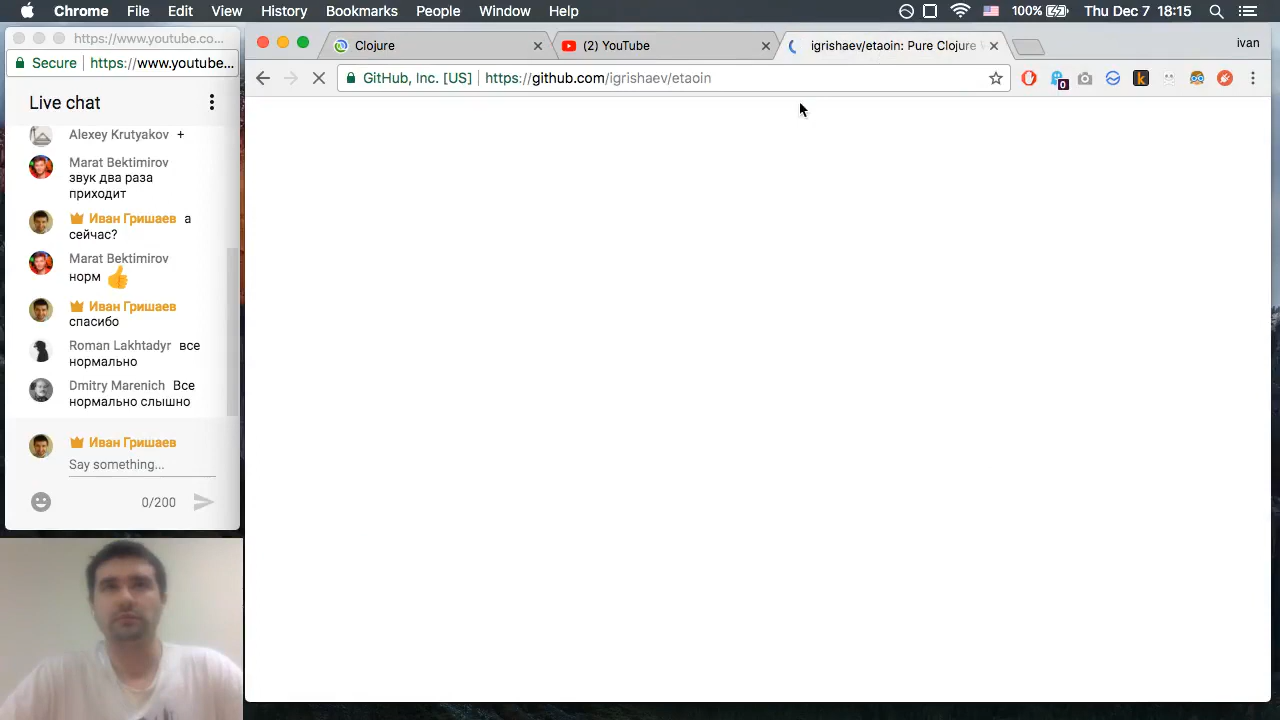 Chrome File Edit View History Bookmarks People Window Help 100% Thu Dec 7 18:15
https://www.youtube.co...
Secure https://www.youtube...
Live chat
Alexey Krutyakov +
Marat Bektimirov
звук два раза
приходит
Иван Гришаев а
сейчас?
Marat Bektimirov
норм
Иван Гришаев
спасибо
Roman Lakhtadyr все
нормально
Dmitry Marenich Все
нормально слышно
Иван Гришаев
Say something...
0/200
Clojure (2) YouTube igrishaev/etaoin: Pure Clojure ivan
GitHub, Inc. [US] https://github.com/igrishaev/etaoin
0
k